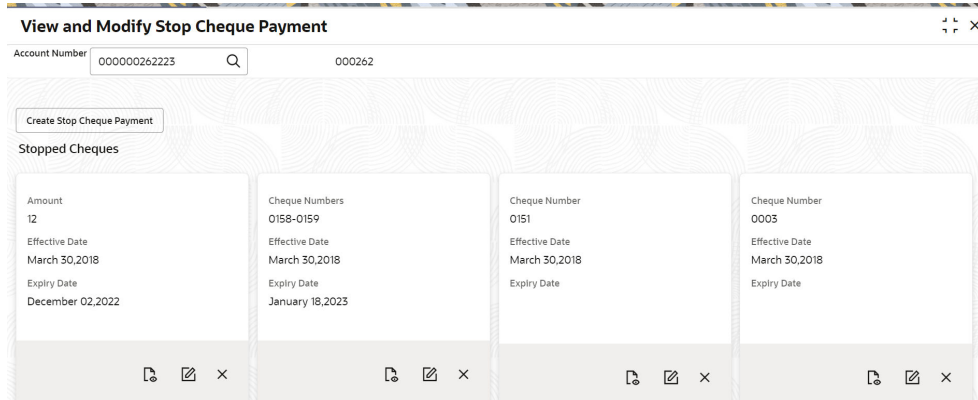 View and Modify Stop Cheque Payment
Account Number 000000262223 000262
Create Stop Cheque Payment
Stopped Cheques
Amount
12
Effective Date
March 30,2018
Expiry Date
December 02,2022
Cheque Numbers
0158-0159
Effective Date
March 30,2018
Expiry Date
January 18,2023
Cheque Number
0151
Effective Date
March 30,2018
Expiry Date
Cheque Number
0003
Effective Date
March 30,2018
Expiry Date